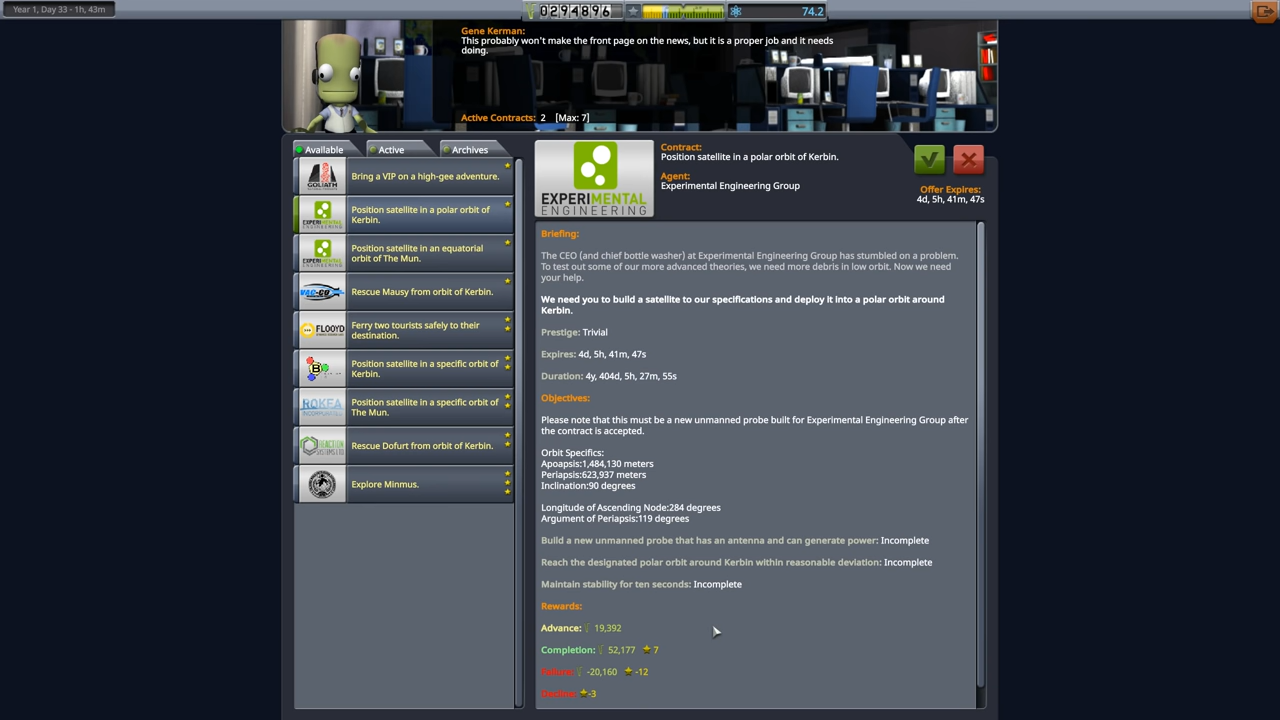 Year 1, Day 33 - 1h, 43m
0294896
74.2
Gene Kerman:
This probably won't make the front page on the news, but it is a proper job and it needs
doing.
Active Contracts: 2 [Max: 7]
Available
Active
Archives
GOLIATH
Bring a VIP on a high-gee adventure.
EXPERIMENTAL
ENGINEERING
Position satellite in a polar orbit of
Kerbin.
EXPERIMENTAL
ENGINEERING
Position satellite in an equatorial
orbit of The Mun.
VAC-CO
Rescue Mausy from orbit of Kerbin.
FLOOYD
Ferry two tourists safely to their
destination.
B
Position satellite in a specific orbit of
Kerbin.
ROKEA
INCORPORATED
Position satellite in a specific orbit of
The Mun.
REACTION
SYSTEMS LTD
Rescue Dofurt from orbit of Kerbin.
Explore Minmus.
EXPERIMENTAL
ENGINEERING
Contract:
Position satellite in a polar orbit of Kerbin.
Agent:
Experimental Engineering Group
Offer Expires:
4d, 5h, 41m, 47s
Briefing:
The CEO (and chief bottle washer) at Experimental Engineering Group has stumbled on a problem.
To test out some of our more advanced theories, we need more debris in low orbit. Now we need
your help.
We need you to build a satellite to our specifications and deploy it into a polar orbit around
Kerbin.
Prestige: Trivial
Expires: 4d, 5h, 41m, 47s
Duration: 4y, 404d, 5h, 27m, 55s
Objectives:
Please note that this must be a new unmanned probe built for Experimental Engineering Group after
the contract is accepted.
Orbit Specifics:
Apoapsis:1,484,130 meters
Periapsis:623,937 meters
Inclination:90 degrees
Longitude of Ascending Node:284 degrees
Argument of Periapsis:119 degrees
Build a new unmanned probe that has an antenna and can generate power: Incomplete
Reach the designated polar orbit around Kerbin within reasonable deviation: Incomplete
Maintain stability for ten seconds: Incomplete
Rewards:
Advance: 19,392
Completion: 52,177 7
Failure: -20,160 -12
Decline: -3